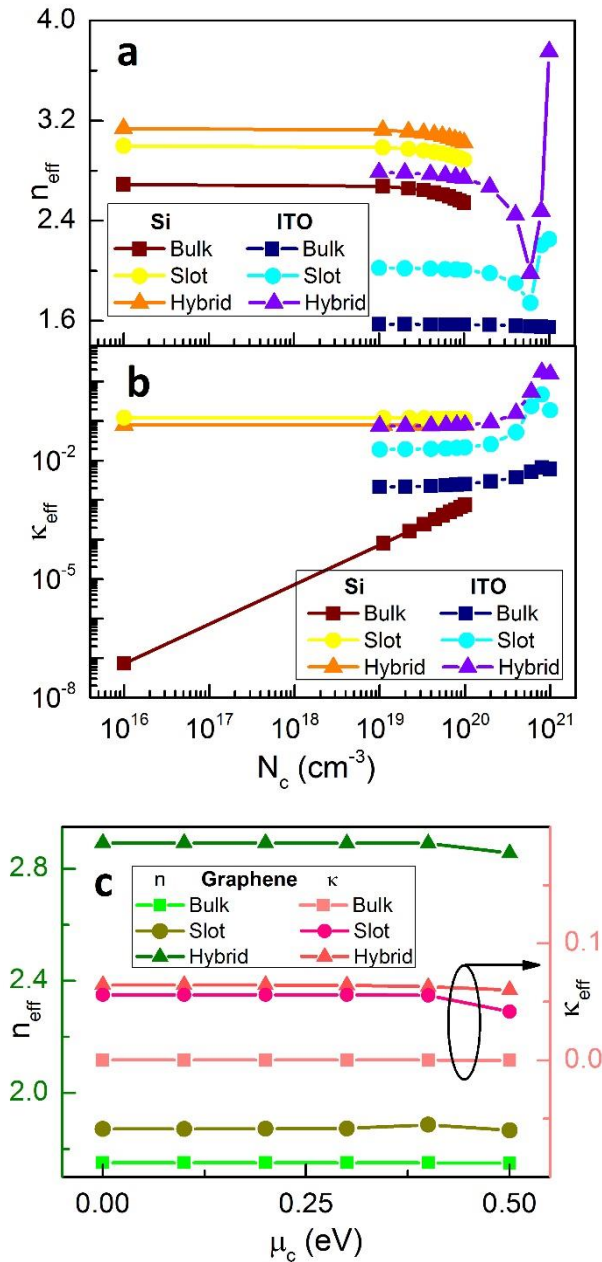 a
4.0
3.2
2.4
1.6
n_eff
Si ITO
Bulk Bulk
Slot Slot
Hybrid Hybrid
b
10^-2
10^-5
10^-8
κ_eff
Si ITO
Bulk Bulk
Slot Slot
Hybrid Hybrid
10^16 10^17 10^18 10^19 10^20 10^21
N_c (cm^-3)
c
2.8
2.4
2.0
n_eff
n Graphene κ
Bulk Bulk
Slot Slot
Hybrid Hybrid
0.1
0.0
κ_eff
0.00 0.25 0.50
μ_c (eV)